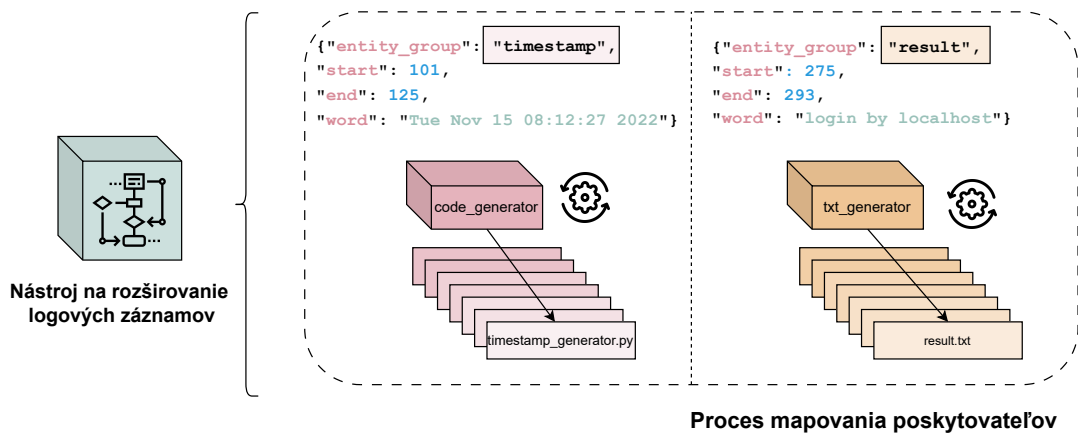 {"entity_group": "timestamp",
"start": 101,
"end": 125,
"word": "Tue Nov 15 08:12:27 2022"}
code_generator
timestamp_generator.py
{"entity_group": "result",
"start": 275,
"end": 293,
"word": "login by localhost"}
txt_generator
result.txt
Nástroj na rozširovanie
logových záznamov
Proces mapovania poskytovateľov